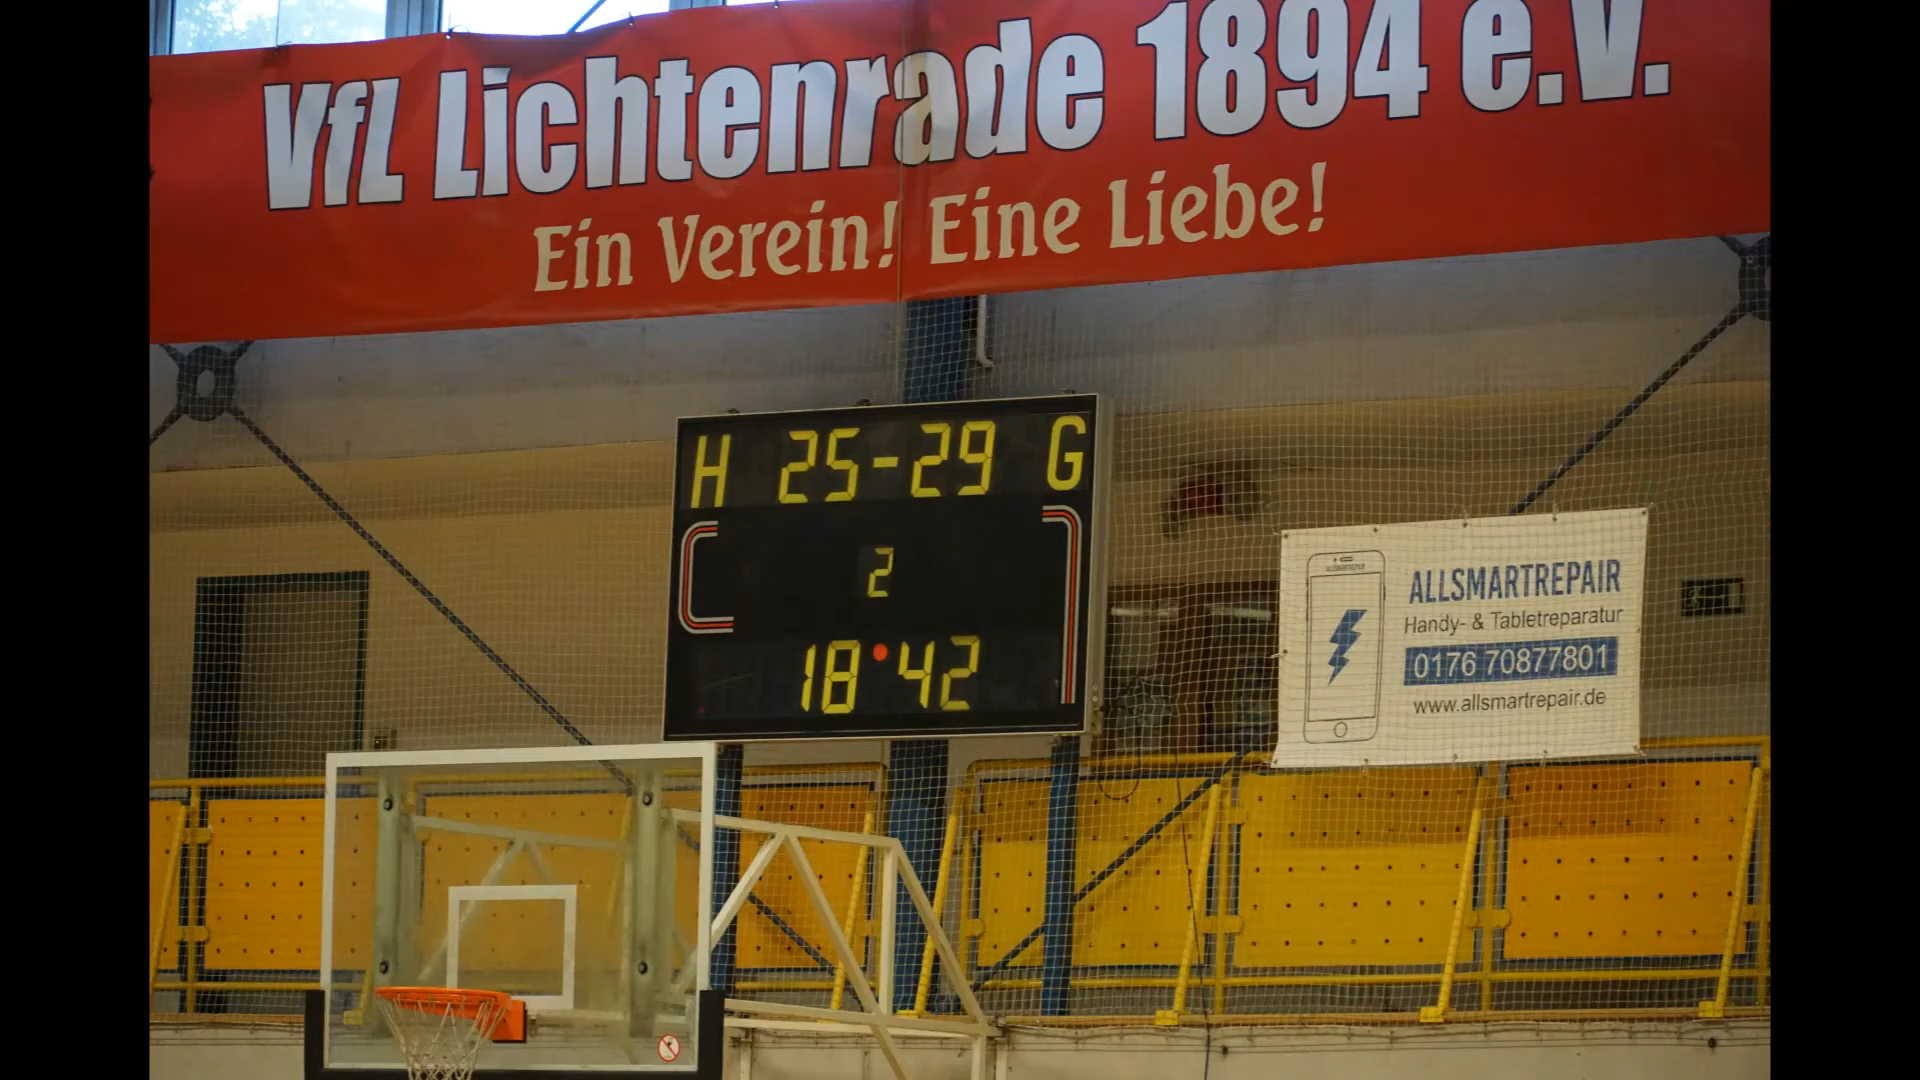 VfL Lichtenrade 1894 e.V.
Ein Verein! Eine Liebe!
H 25-29 G
2
18 42
ALLSMARTREPAIR
Handy- & Tabletreparatur
0176 70877801
www.allsmartrepair.de